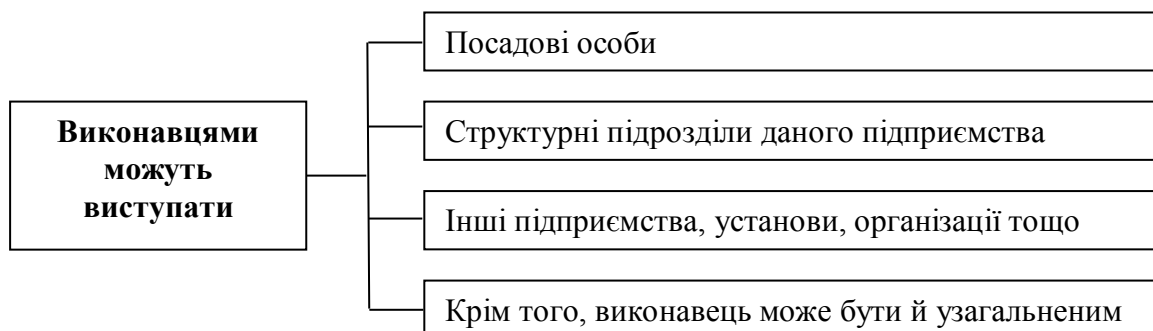 Посадові особи
Виконавцями
можуть
виступати
Структурні підрозділи даного підприємства
Інші підприємства, установи, організації тощо
Крім того, виконавець може бути й узагальненим